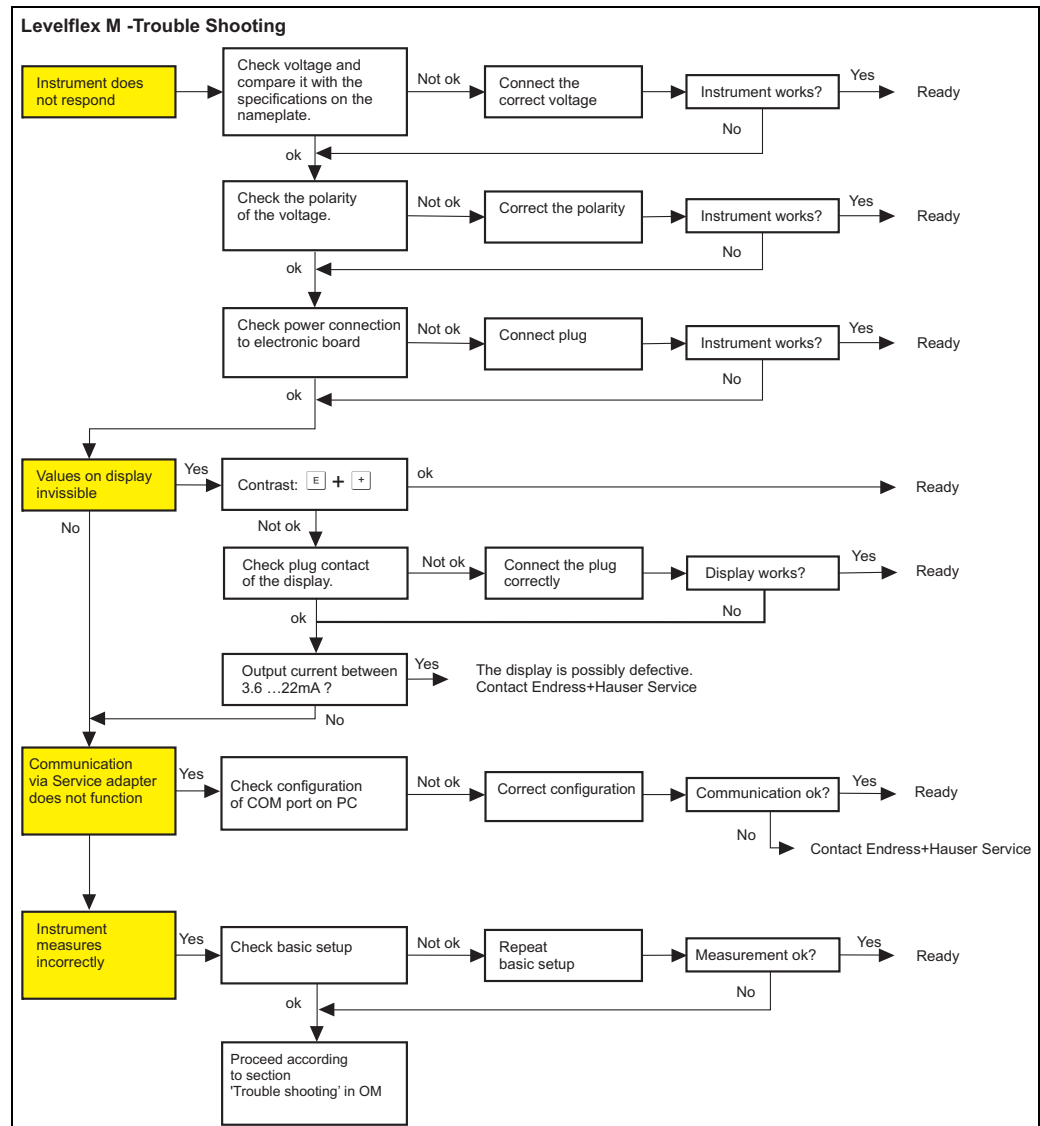 Levelflex M -Trouble Shooting
Instrument does
not respond
Check voltage and
compare it with the
specifications on the
nameplate.
Not ok
Connect the
correct voltage
Instrument works?
Yes
Ready
No
ok
Check the polarity
of the voltage.
Not ok
Correct the polarity
Instrument works?
Yes
Ready
No
ok
Check power connection
to electronic board
Not ok
Connect plug
Instrument works?
Yes
Ready
No
ok
Values on display
invissible
Yes
Contrast: E + +
ok
Ready
No
Not ok
Check plug contact
of the display.
Not ok
Connect the plug
correctly
Display works?
Yes
Ready
No
ok
Output current between
3.6 ...22mA ?
Yes
The display is possibly defective.
Contact Endress+Hauser Service
No
Communication
via Service adapter
does not function
Yes
Check configuration
of COM port on PC
Not ok
Correct configuration
Communication ok?
Yes
Ready
No
Contact Endress+Hauser Service
Instrument
measures
incorrectly
Yes
Check basic setup
Not ok
Repeat
basic setup
Measurement ok?
Yes
Ready
No
ok
Proceed according
to section
'Trouble shooting' in OM